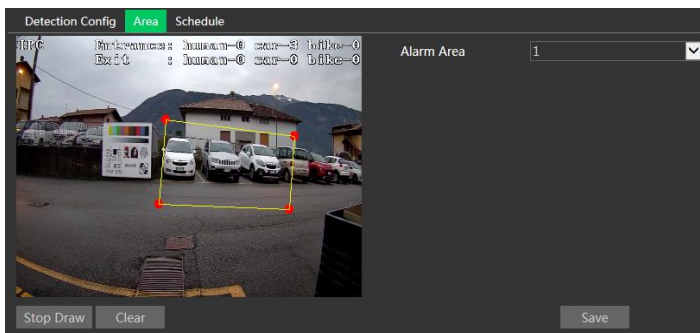 Detection Config Area Schedule
IPC Entrance: human-0 car-3 bike-0
Exit : human-0 car-0 bike-0
Alarm Area 1
Stop Draw Clear Save